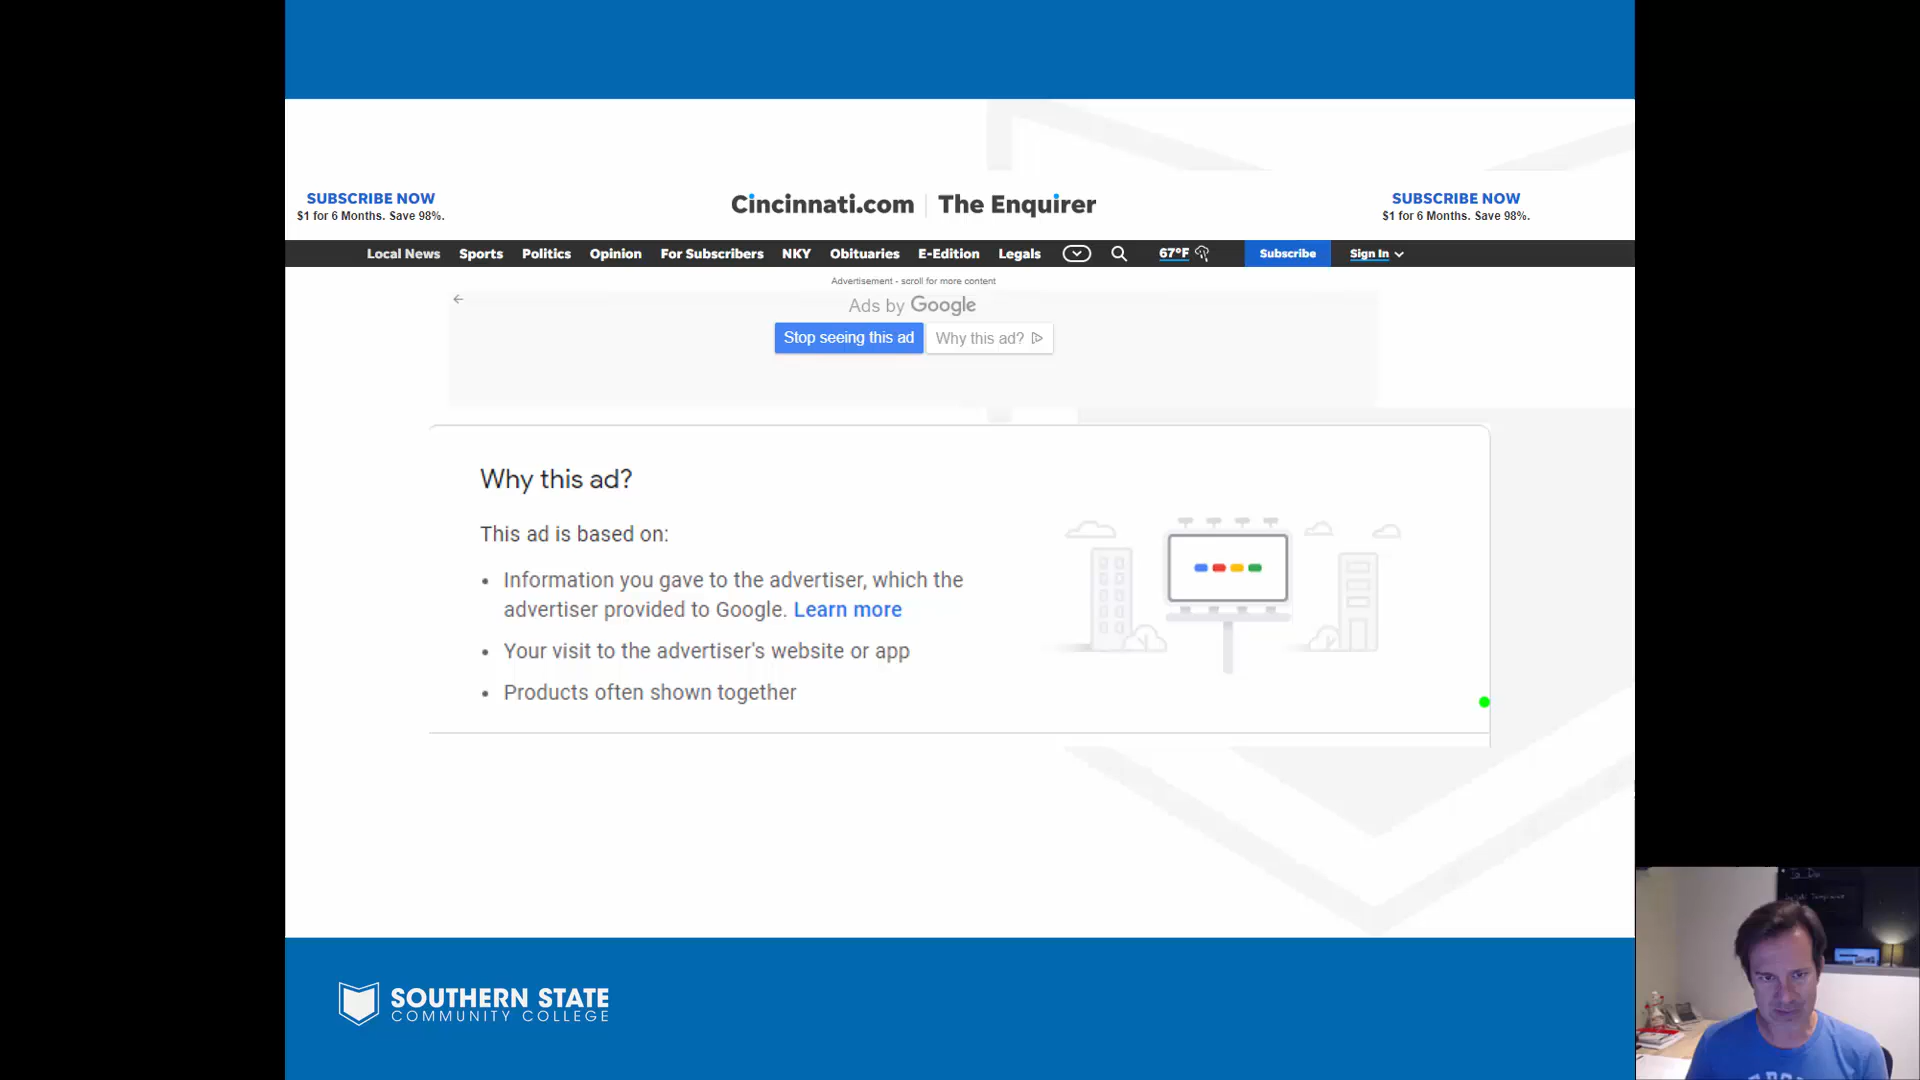 SUBSCRIBE NOW
$1 for 6 Months. Save 98%.
Cincinnati.com | The Enquirer
SUBSCRIBE NOW
$1 for 6 Months. Save 98%.
Local News Sports Politics Opinion For Subscribers NKY Obituaries E-Edition Legals 67°F Subscribe Sign In
Advertisement - scroll for more content
Ads by Google
Stop seeing this ad Why this ad?
Why this ad?
This ad is based on:
• Information you gave to the advertiser, which the
advertiser provided to Google. Learn more
• Your visit to the advertiser's website or app
• Products often shown together
To Do
SOUTHERN STATE
COMMUNITY COLLEGE